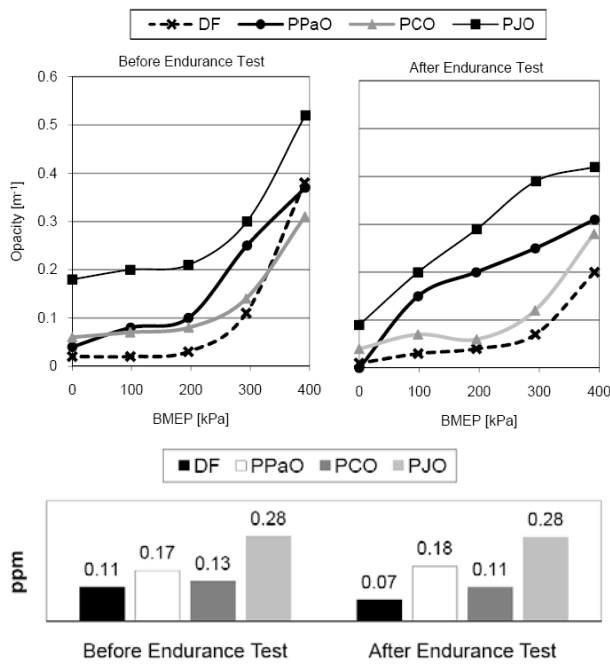 DF PPaO PCO PJO
Before Endurance Test
After Endurance Test
0.6
0.5
0.4
0.3
0.2
0.1
0
Opacity [m⁻¹]
0 100 200 300 400
BMEP [kPa]
0 100 200 300 400
BMEP [kPa]
DF PPaO PCO PJO
ppm
0.11 0.17 0.13 0.28
0.07 0.18 0.11 0.28
Before Endurance Test
After Endurance Test